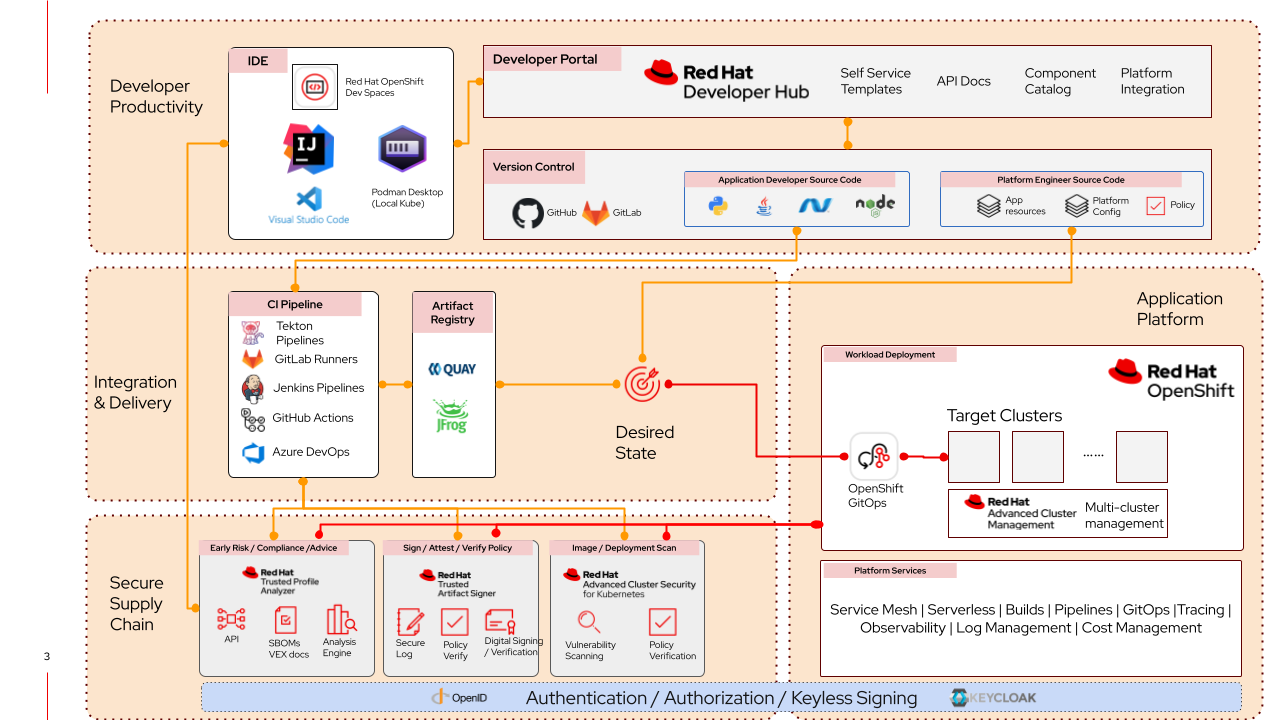 Developer
Productivity
IDE
Red Hat OpenShift
Dev Spaces
IJ
Podman Desktop
(Local Kube)
Visual Studio Code
Developer Portal
Red Hat
Developer Hub
Self Service
Templates
API Docs
Component
Catalog
Platform
Integration
Version Control
GitHub
GitLab
Application Developer Source Code
node
JS
Platform Engineer Source Code
App
resources
Platform
Config
Policy
Integration
& Delivery
CI Pipeline
Tekton
Pipelines
GitLab Runners
Jenkins Pipelines
GitHub Actions
Azure DevOps
Artifact
Registry
QUAY
JFrog
Desired
State
Application
Platform
Workload Deployment
Red Hat
OpenShift
Target Clusters
......
OpenShift
GitOps
Red Hat
Advanced Cluster
Management
Multi-cluster
management
Platform Services
Service Mesh | Serverless | Builds | Pipelines | GitOps |Tracing |
Observability | Log Management | Cost Management
Secure
Supply
Chain
Early Risk / Compliance /Advice
Red Hat
Trusted Profile
Analyzer
API
SBOMs
VEX docs
Analysis
Engine
Sign / Attest / Verify Policy
Red Hat
Trusted
Artifact Signer
Secure
Log
Policy
Verify
Digital Signing
/ Verification
Image / Deployment Scan
Red Hat
Advanced Cluster Security
for Kubernetes
Vulnerability
Scanning
Policy
Verification
OpenID
Authentication / Authorization / Keyless Signing
KEYCLOAK
3